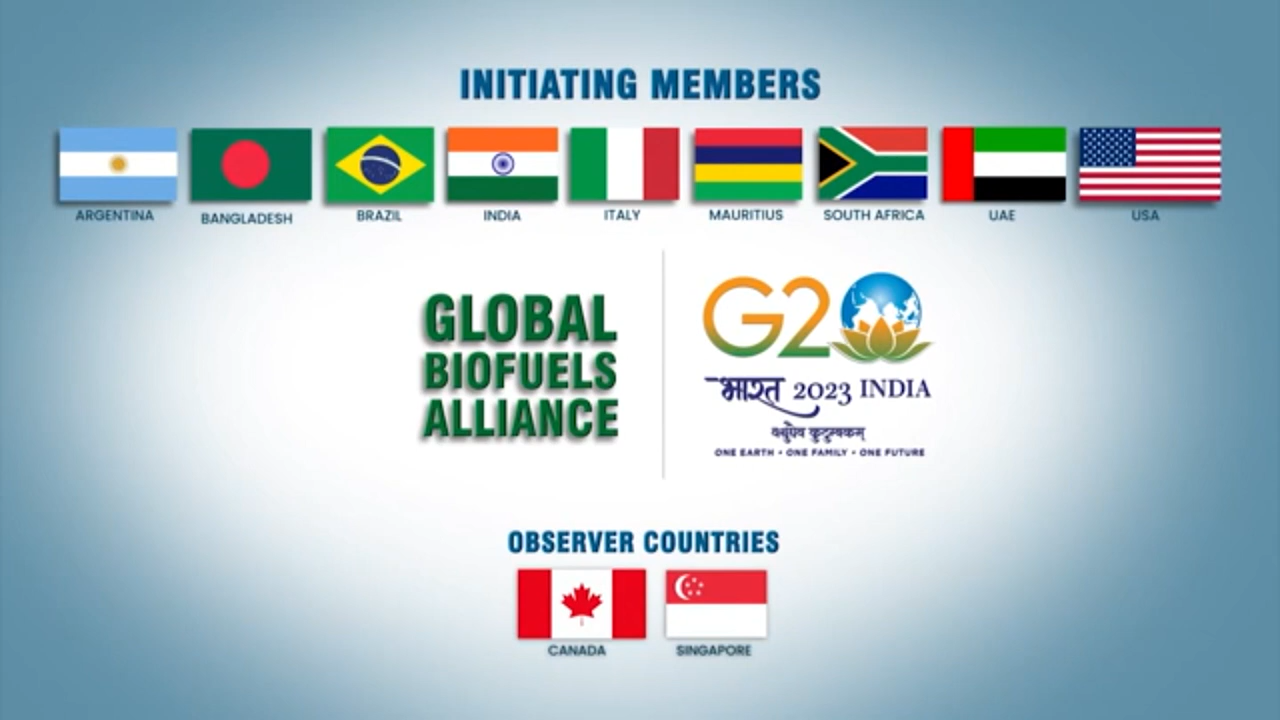 INITIATING MEMBERS
ARGENTINA BANGLADESH BRAZIL INDIA ITALY MAURITIUS SOUTH AFRICA UAE USA
GLOBAL
BIOFUELS
ALLIANCE
G20
भारत 2023 INDIA
वसुधैव कुटुम्बकम्
ONE EARTH • ONE FAMILY • ONE FUTURE
OBSERVER COUNTRIES
CANADA SINGAPORE